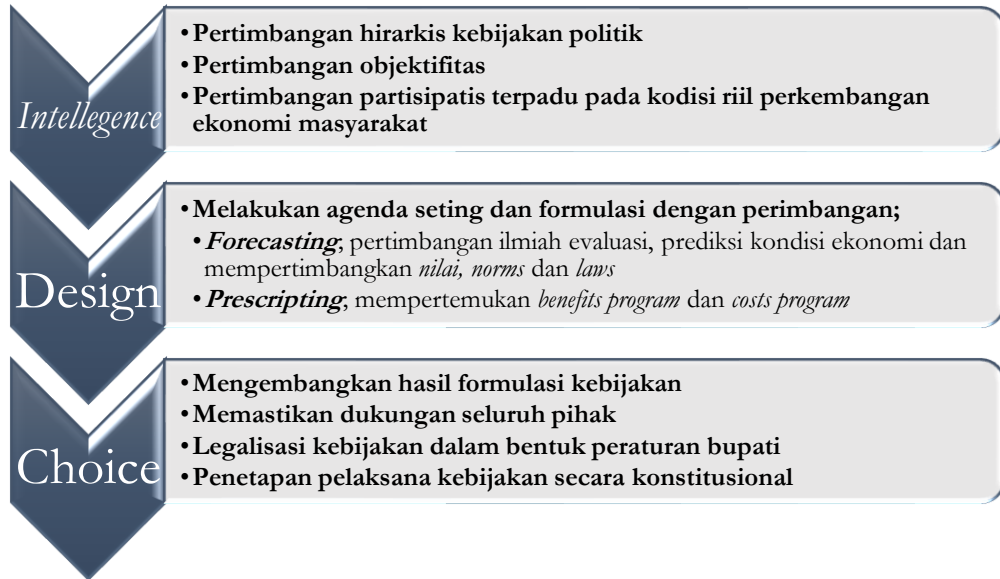 Intellegence
• Pertimbangan hirarkis kebijakan politik
• Pertimbangan objektifitas
• Pertimbangan partisipatis terpadu pada kodisi riil perkembangan
ekonomi masyarakat
Design
• Melakukan agenda seting dan formulasi dengan perimbangan;
• Forecasting; pertimbangan ilmiah evaluasi, prediksi kondisi ekonomi dan
mempertimbangkan nilai, norms dan laws
• Prescripting; mempertemukan benefits program dan costs program
Choice
• Mengembangkan hasil formulasi kebijakan
• Memastikan dukungan seluruh pihak
• Legalisasi kebijakan dalam bentuk peraturan bupati
• Penetapan pelaksana kebijakan secara konstitusional